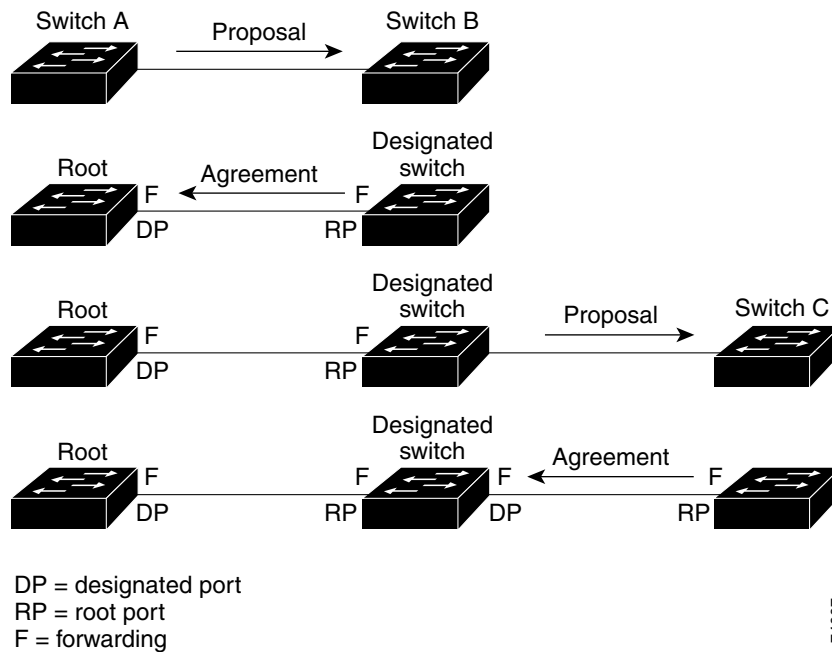 Switch A
Proposal
Switch B
Root
Agreement
Designated
switch
F
F
DP
RP
Root
Designated
switch
Proposal
Switch C
F
F
DP
RP
Root
Designated
switch
Agreement
F
F
F
F
DP
RP
DP
RP
DP = designated port
RP = root port
F = forwarding